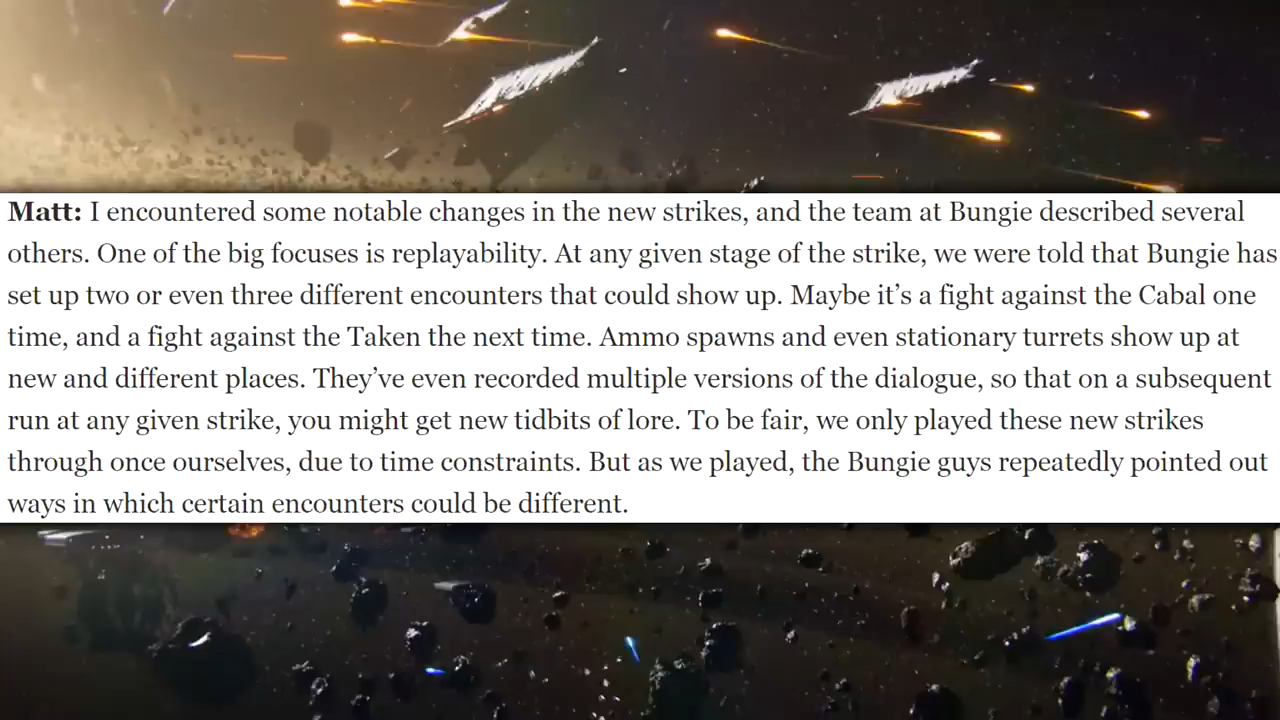 Matt: I encountered some notable changes in the new strikes, and the team at Bungie described several
others. One of the big focuses is replayability. At any given stage of the strike, we were told that Bungie has
set up two or even three different encounters that could show up. Maybe it’s a fight against the Cabal one
time, and a fight against the Taken the next time. Ammo spawns and even stationary turrets show up at
new and different places. They’ve even recorded multiple versions of the dialogue, so that on a subsequent
run at any given strike, you might get new tidbits of lore. To be fair, we only played these new strikes
through once ourselves, due to time constraints. But as we played, the Bungie guys repeatedly pointed out
ways in which certain encounters could be different.